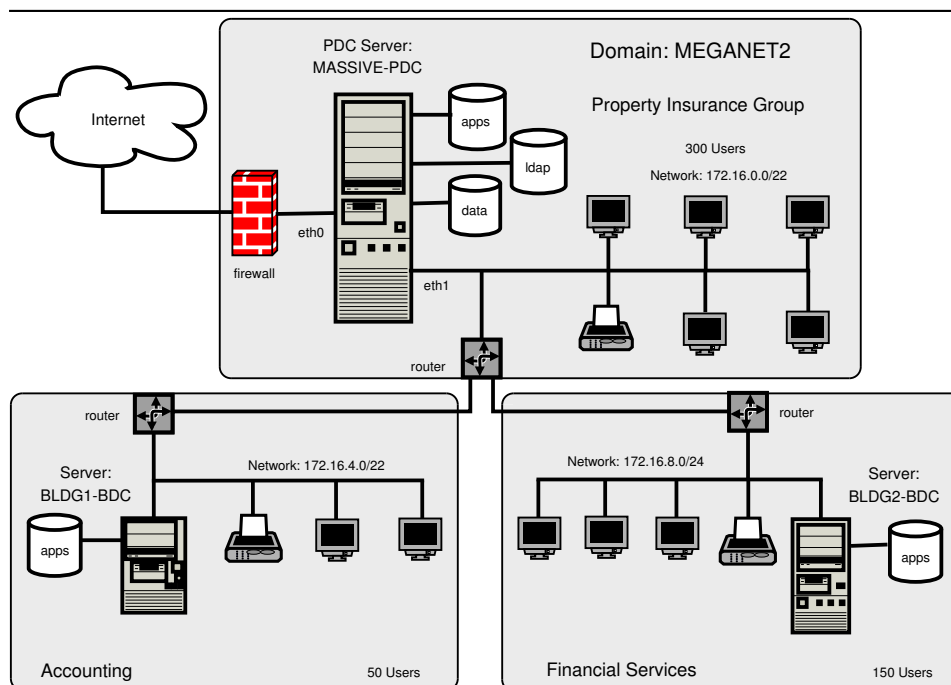 PDC Server:
MASSIVE-PDC
Domain: MEGANET2
Internet
apps
Property Insurance Group
300 Users
ldap
Network: 172.16.0.0/22
data
eth0
firewall
eth1
router
router
router
Network: 172.16.4.0/22
Network: 172.16.8.0/24
Server:
BLDG1-BDC
Server:
BLDG2-BDC
apps
apps
Accounting
50 Users
Financial Services
150 Users